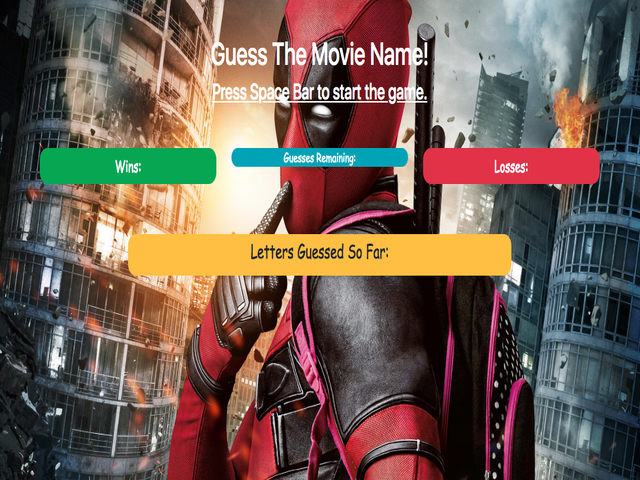 Guess The Movie Name!
Press Space Bar to start the game.
Wins:
Guesses Remaining:
Losses:
Letters Guessed So Far: